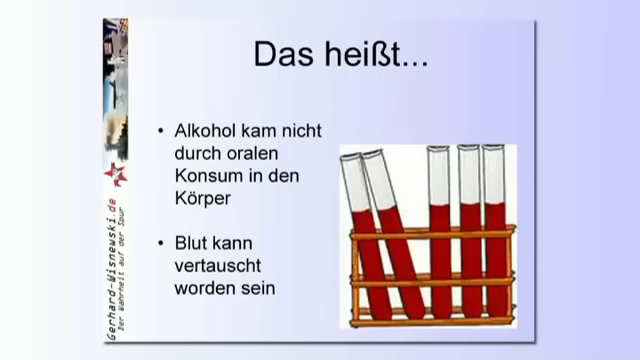 Das heißt...
• Alkohol kam nicht
durch oralen
Konsum in den
Körper
• Blut kann
vertauscht
worden sein
Gerhard-Wisnewski.de
Der Wahrheit auf der Spur